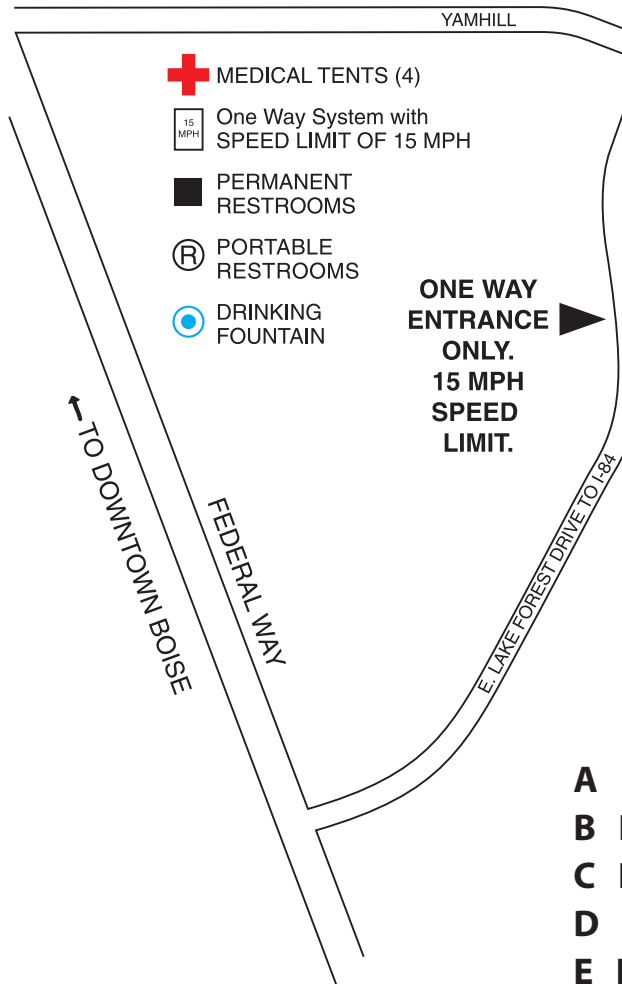 YAMHILL
MEDICAL TENTS (4)
15
MPH
One Way System with
SPEED LIMIT OF 15 MPH
PERMANENT
RESTROOMS
R
PORTABLE
RESTROOMS
DRINKING
FOUNTAIN
ONE WAY
ENTRANCE
ONLY.
15 MPH
SPEED
LIMIT.
TO DOWNTOWN BOISE
FEDERAL WAY
E. LAKE FOREST DRIVE TO I-84
A
B
C
D
E